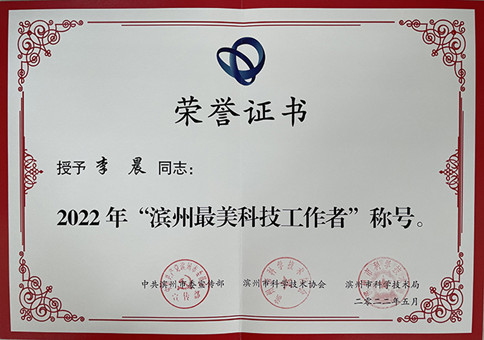 荣誉证书
授予 李晨 同志：
2022年“滨州最美科技工作者”称号。
中共滨州市委宣传部 滨州市科学技术协会 滨州市科学技术局
二〇二二年五月